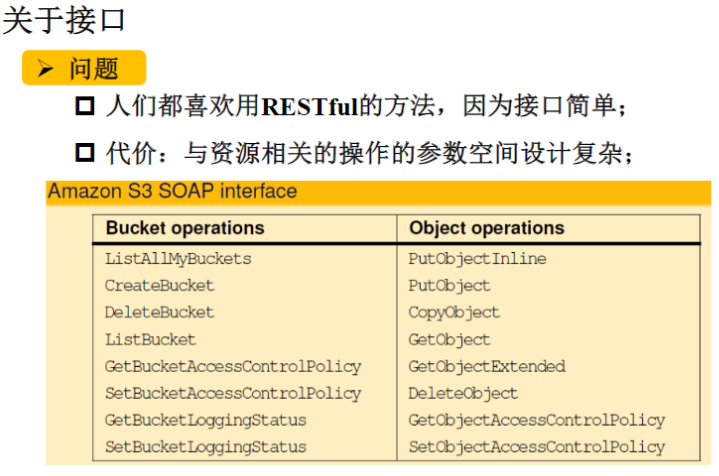 关于接口
➢ 问题
❑ 人们都喜欢用RESTful的方法，因为接口简单；
❑ 代价：与资源相关的操作的参数空间设计复杂；
Amazon S3 SOAP interface
Bucket operations Object operations
ListAllMyBuckets PutObjectInline
CreateBucket PutObject
DeleteBucket CopyObject
ListBucket GetObject
GetBucketAccessControlPolicy GetObjectExtended
SetBucketAccessControlPolicy DeleteObject
GetBucketLoggingStatus GetObjectAccessControlPolicy
SetBucketLoggingStatus SetObjectAccessControlPolicy